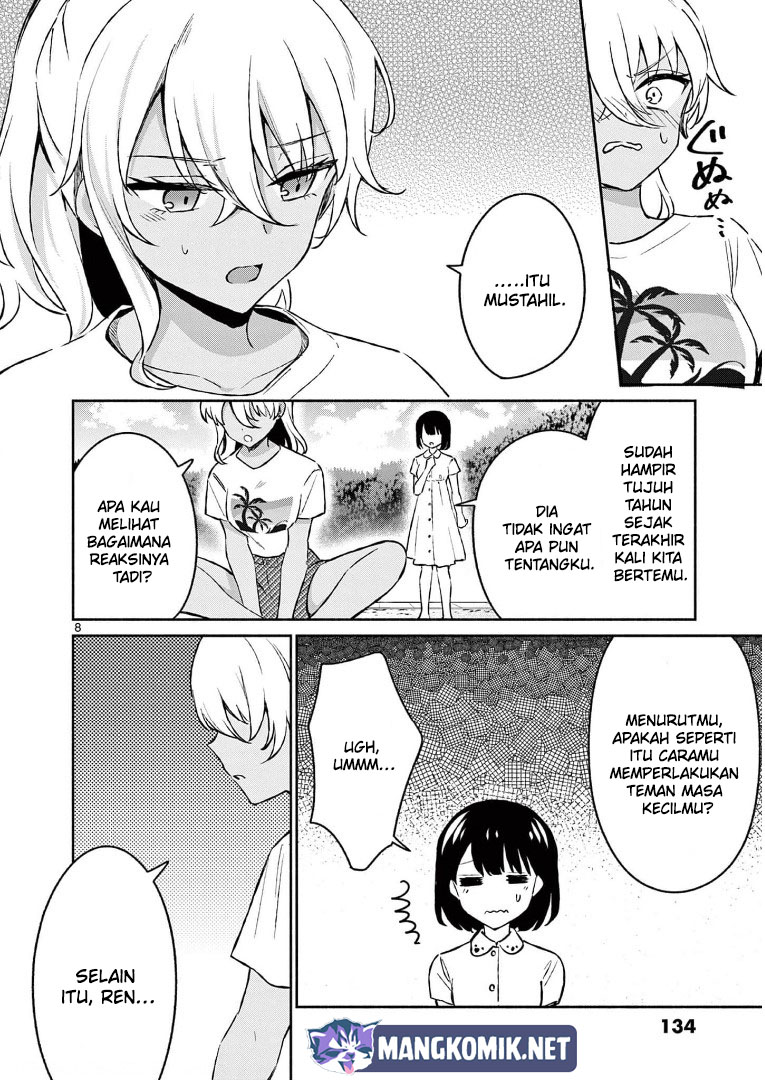 ぐぬぬ…
.....ITU
MUSTAHIL.
SUDAH
HAMPIR
TUJUH
TAHUN
SEJAK
TERAKHIR
KALI KITA
BERTEMU.
DIA
TIDAK INGAT
APA PUN
TENTANGKU.
APA KAU
MELIHAT
BAGAIMANA
REAKSINYA
TADI?
8
MENURUTMU,
APAKAH SEPERTI
ITU CARAMU
MEMPERLAKUKAN
TEMAN MASA
KECILMU?
UGH,
UMMM...
SELAIN
ITU, REN...
134
MANGKOMIK.NET